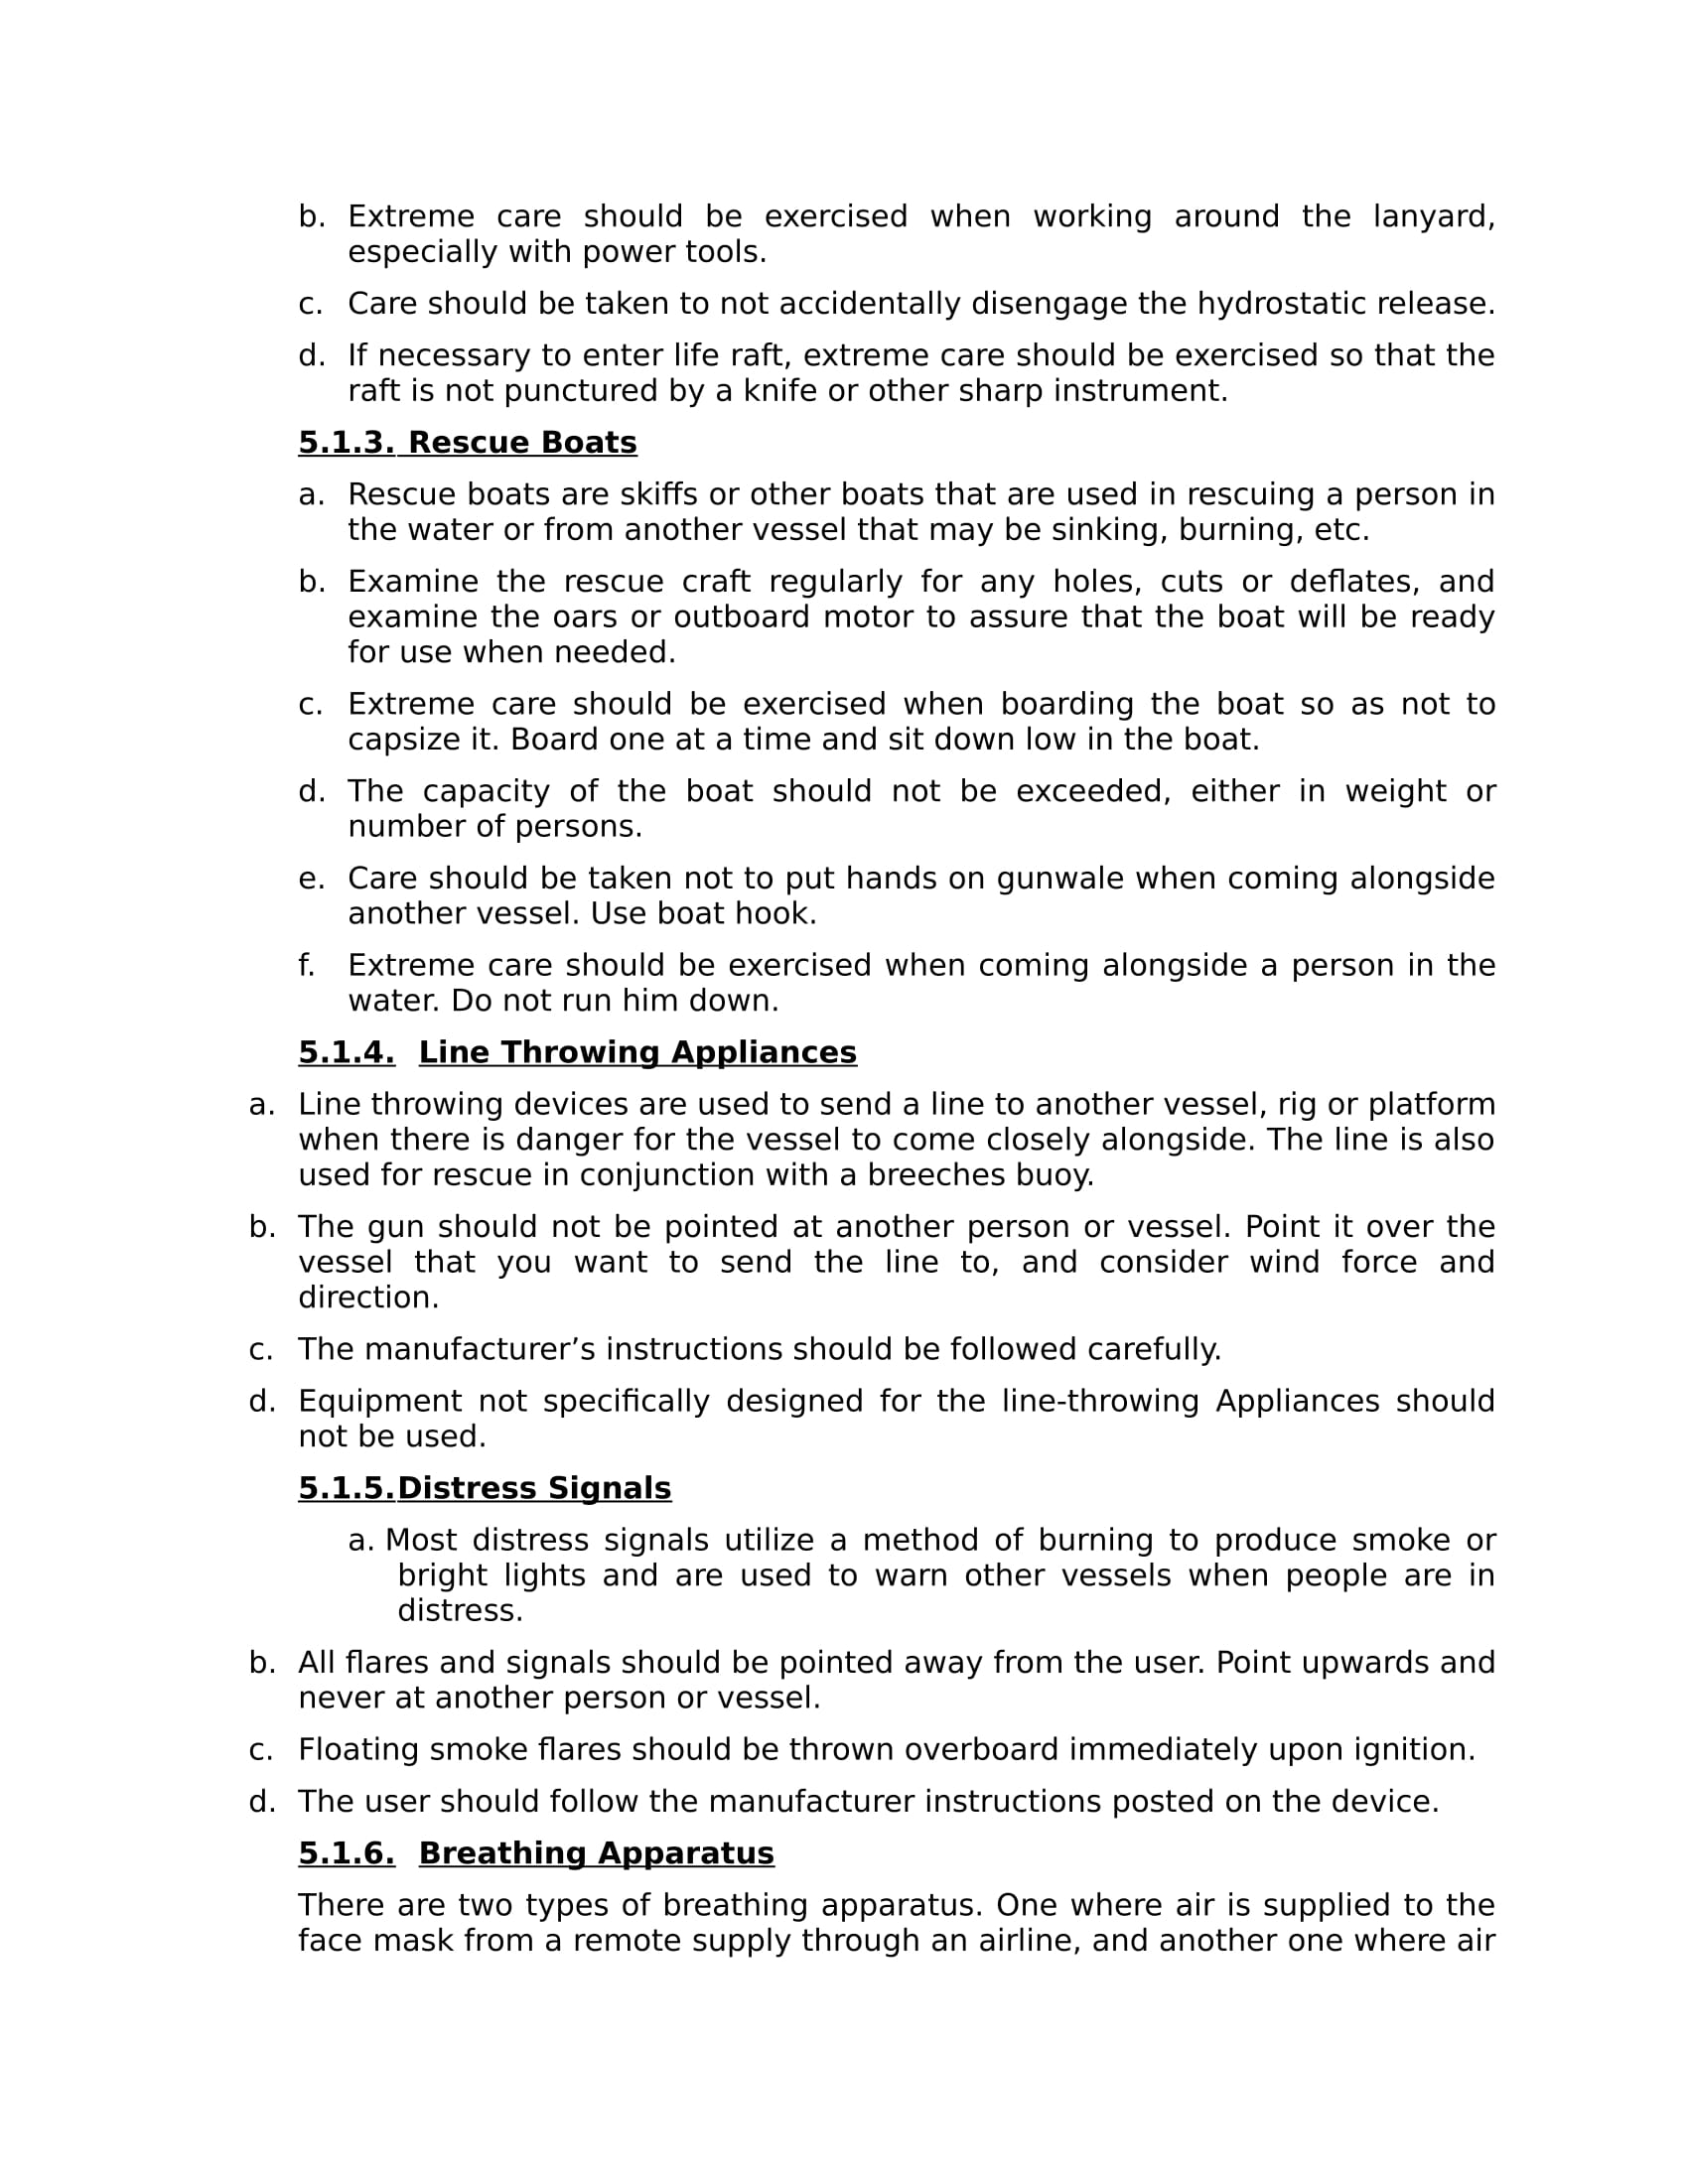 b. Extreme care should be exercised when working around the lanyard,
especially with power tools.
c. Care should be taken to not accidentally disengage the hydrostatic release.
d. If necessary to enter life raft, extreme care should be exercised so that the
raft is not punctured by a knife or other sharp instrument.
5.1.3. Rescue Boats
a. Rescue boats are skiffs or other boats that are used in rescuing a person in
the water or from another vessel that may be sinking, burning, etc.
b. Examine the rescue craft regularly for any holes, cuts or deflates, and
examine the oars or outboard motor to assure that the boat will be ready
for use when needed.
c. Extreme care should be exercised when boarding the boat so as not to
capsize it. Board one at a time and sit down low in the boat.
d. The capacity of the boat should not be exceeded, either in weight or
number of persons.
e. Care should be taken not to put hands on gunwale when coming alongside
another vessel. Use boat hook.
f. Extreme care should be exercised when coming alongside a person in the
water. Do not run him down.
5.1.4. Line Throwing Appliances
a. Line throwing devices are used to send a line to another vessel, rig or platform
when there is danger for the vessel to come closely alongside. The line is also
used for rescue in conjunction with a breeches buoy.
b. The gun should not be pointed at another person or vessel. Point it over the
vessel that you want to send the line to, and consider wind force and
direction.
c. The manufacturer’s instructions should be followed carefully.
d. Equipment not specifically designed for the line-throwing Appliances should
not be used.
5.1.5. Distress Signals
a. Most distress signals utilize a method of burning to produce smoke or
bright lights and are used to warn other vessels when people are in
distress.
b. All flares and signals should be pointed away from the user. Point upwards and
never at another person or vessel.
c. Floating smoke flares should be thrown overboard immediately upon ignition.
d. The user should follow the manufacturer instructions posted on the device.
5.1.6. Breathing Apparatus
There are two types of breathing apparatus. One where air is supplied to the
face mask from a remote supply through an airline, and another one where air